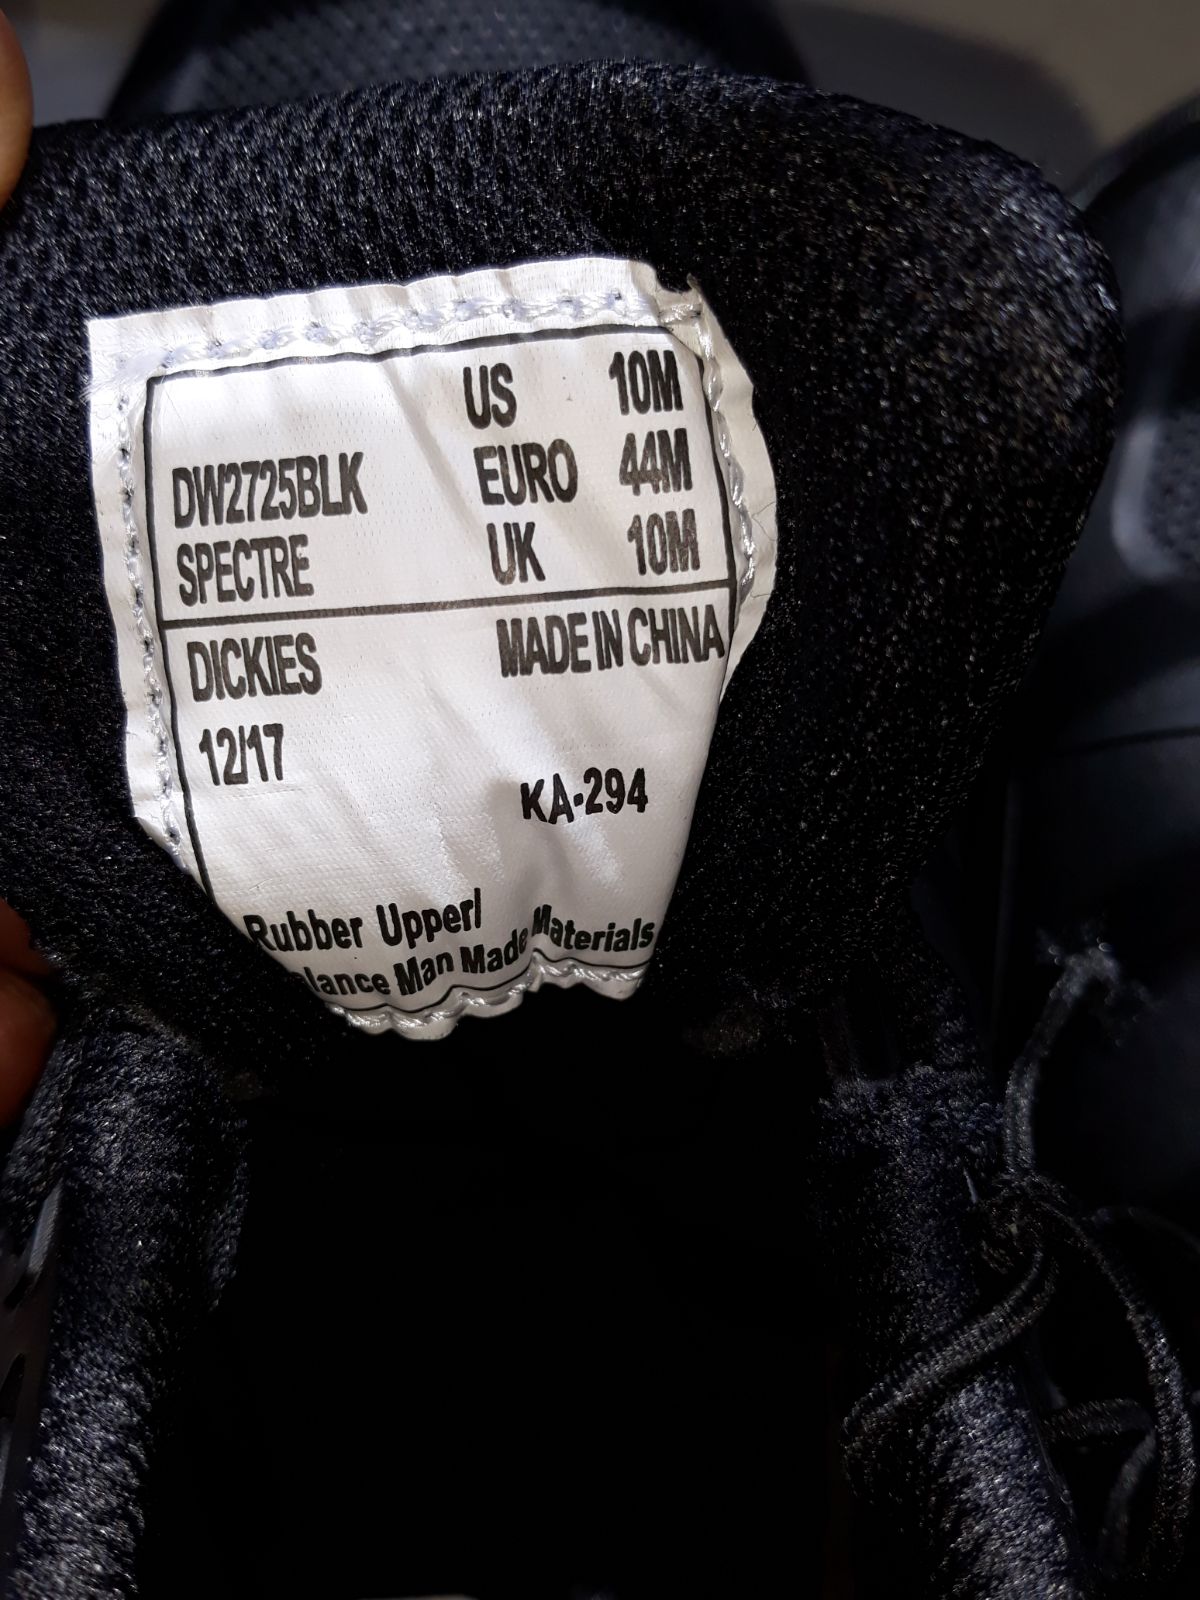 US 10M
DW2725BLK EURO 44M
SPECTRE UK 10M
DICKIES MADE IN CHINA
12/17
KA-294
Rubber Upper/
Man Made Materials